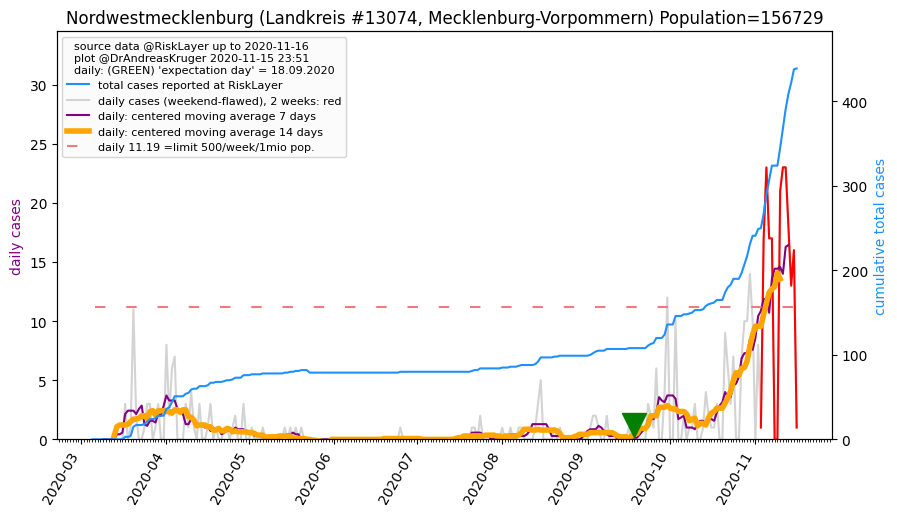 Nordwestmecklenburg (Landkreis #13074, Mecklenburg-Vorpommern) Population=156729
source data @RiskLayer up to 2020-11-16
plot @DrAndreasKruger 2020-11-15 23:51
daily: (GREEN) 'expectation day' = 18.09.2020
total cases reported at RiskLayer
daily cases (weekend-flawed), 2 weeks: red
daily: centered moving average 7 days
daily: centered moving average 14 days
daily 11.19 =limit 500/week/1mio pop.
daily cases
30
25
20
15
10
5
0
400
300
200
100
0
cumulative total cases
2020-03
2020-04
2020-05
2020-06
2020-07
2020-08
2020-09
2020-10
2020-11